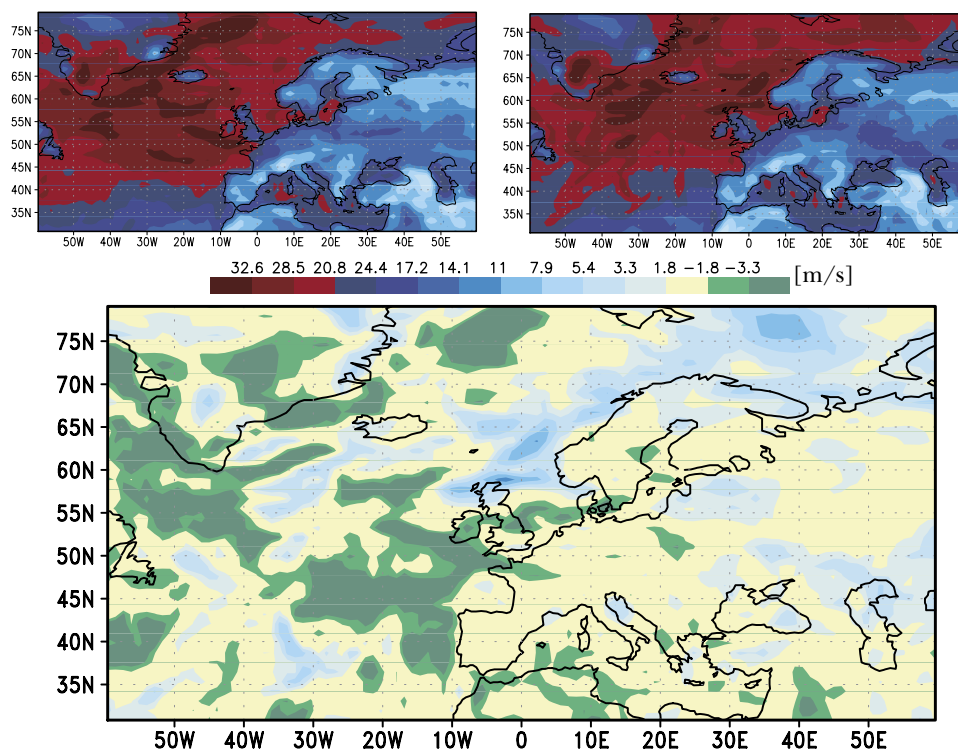 75N 75N
70N 70N
65N 65N
60N 60N
55N 55N
50N 50N
45N 45N
40N 40N
35N 35N
50W 40W 30W 20W 10W 0 10E 20E 30E 40E 50E 50W 40W 30W 20W 10W 0 10E 20E 30E 40E 50E
32.6 28.5 20.8 24.4 17.2 14.1 11 7.9 5.4 3.3 1.8 −1.8 −3.3 [m/s]
75N
70N
65N
60N
55N
50N
45N
40N
35N
50W 40W 30W 20W 10W 0 10E 20E 30E 40E 50E